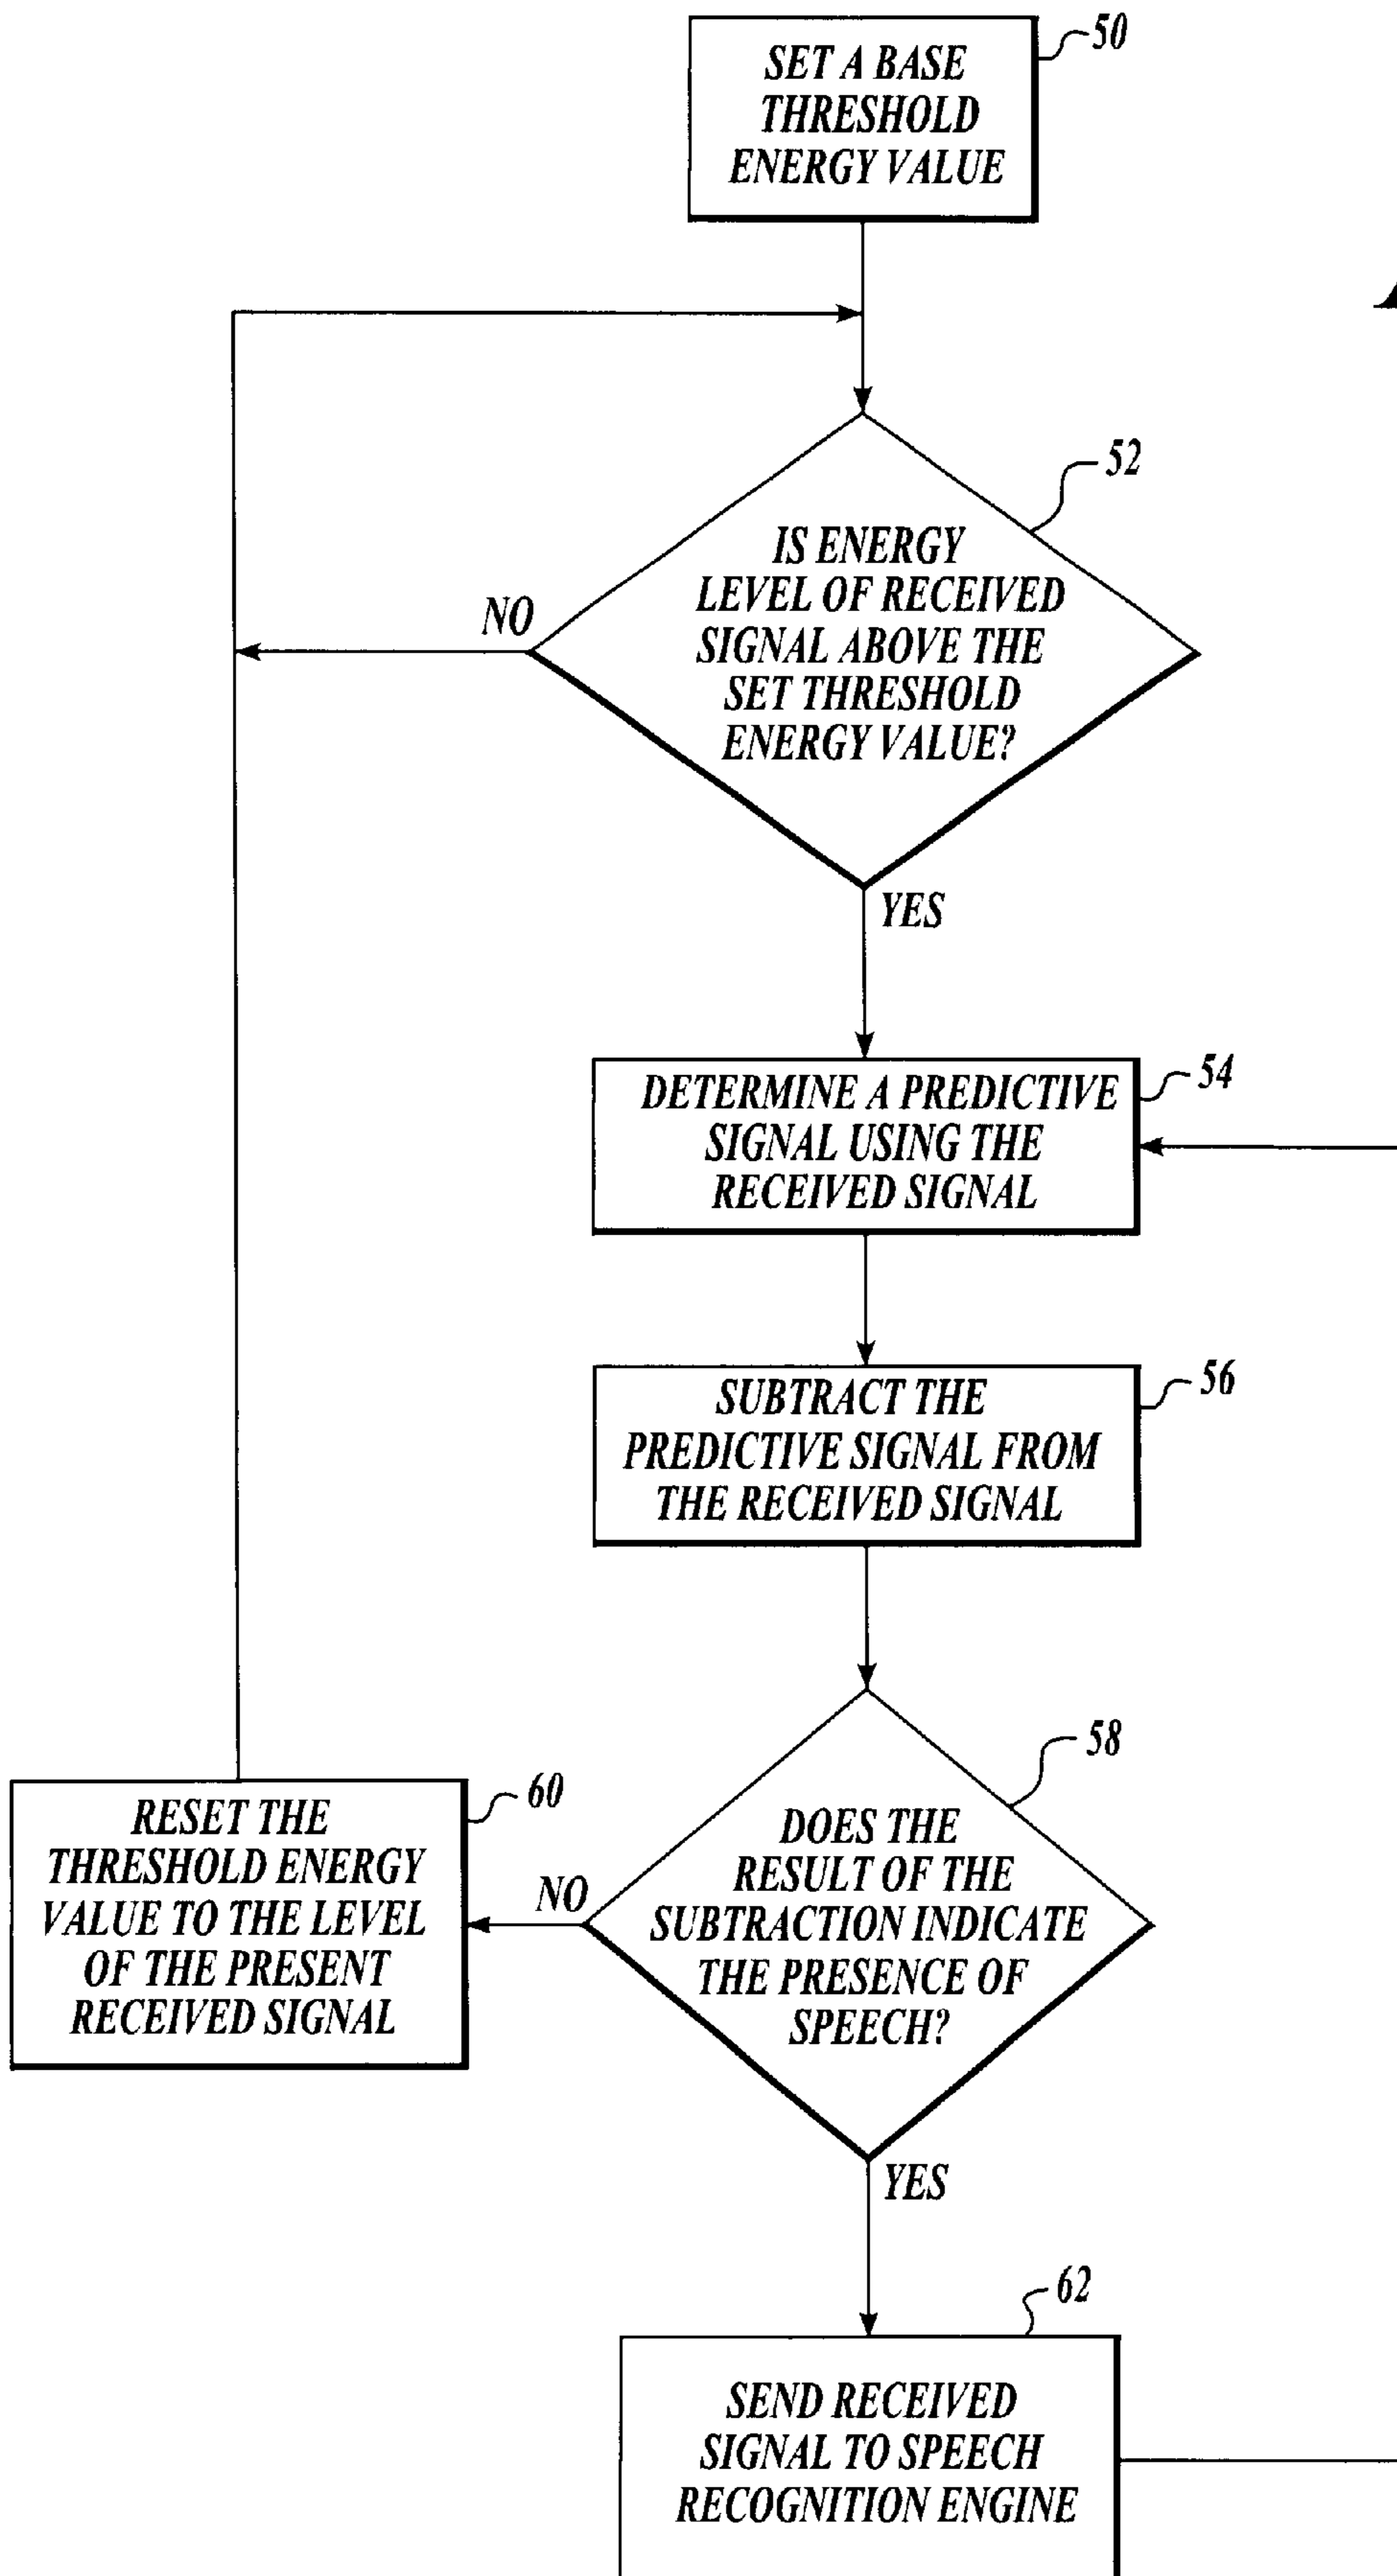 50
SET A BASE
THRESHOLD
ENERGY VALUE
52
IS ENERGY
LEVEL OF RECEIVED
SIGNAL ABOVE THE
SET THRESHOLD
ENERGY VALUE?
NO
YES
54
DETERMINE A PREDICTIVE
SIGNAL USING THE
RECEIVED SIGNAL
56
SUBTRACT THE
PREDICTIVE SIGNAL FROM
THE RECEIVED SIGNAL
58
DOES THE
RESULT OF THE
SUBTRACTION INDICATE
THE PRESENCE OF
SPEECH?
NO
60
RESET THE
THRESHOLD ENERGY
VALUE TO THE LEVEL
OF THE PRESENT
RECEIVED SIGNAL
YES
62
SEND RECEIVED
SIGNAL TO SPEECH
RECOGNITION ENGINE